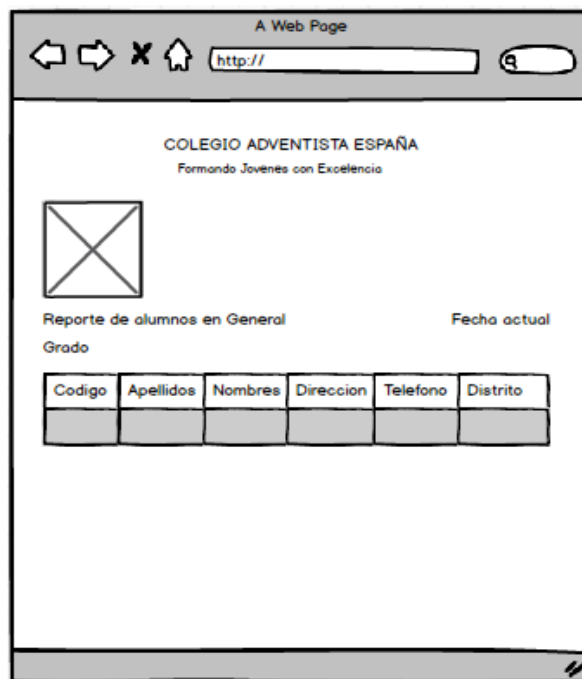 A Web Page
http://
COLEGIO ADVENTISTA ESPAÑA
Formando Jovenes con Excelencia
Reporte de alumnos en General Fecha actual
Grado
Codigo Apellidos Nombres Direccion Telefono Distrito